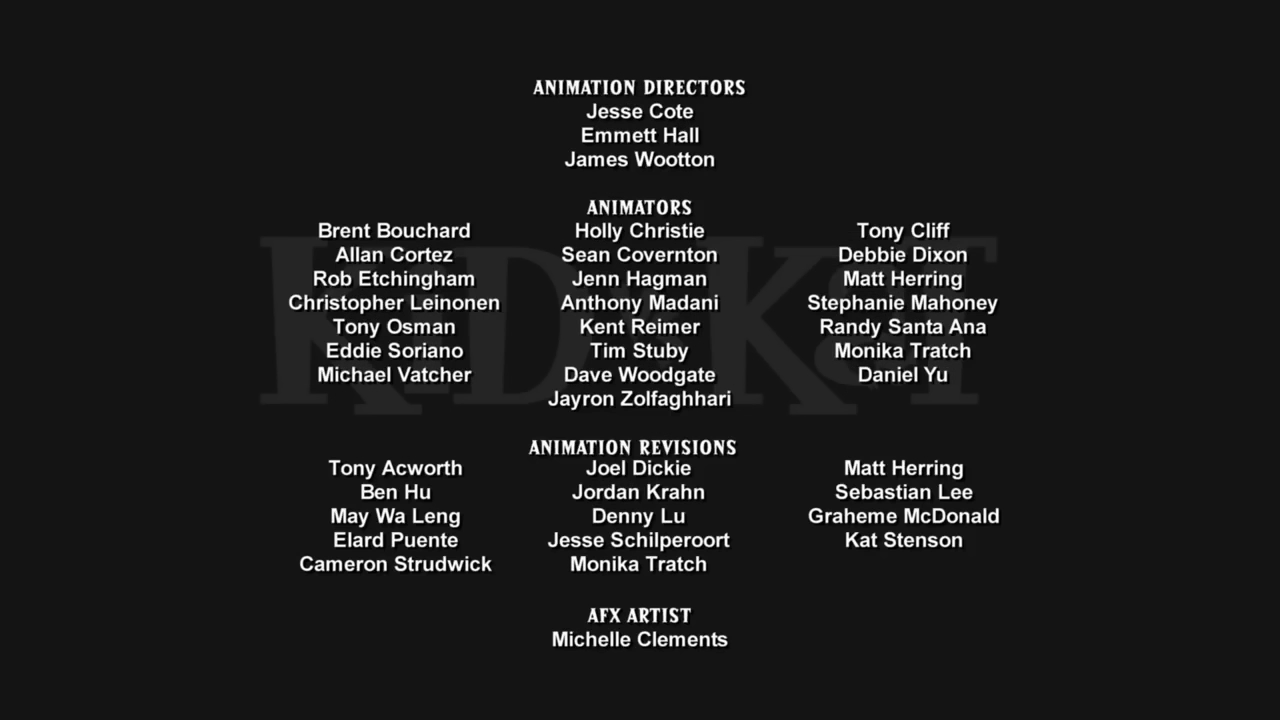 ANIMATION DIRECTORS
Jesse Cote
Emmett Hall
James Wootton
ANIMATORS
Brent Bouchard Holly Christie Tony Cliff
Allan Cortez Sean Covernton Debbie Dixon
Rob Etchingham Jenn Hagman Matt Herring
Christopher Leinonen Anthony Madani Stephanie Mahoney
Tony Osman Kent Reimer Randy Santa Ana
Eddie Soriano Tim Stuby Monika Tratch
Michael Vatcher Dave Woodgate Daniel Yu
Jayron Zolfaghhari
KID vs KAT
ANIMATION REVISIONS
Tony Acworth Joel Dickie Matt Herring
Ben Hu Jordan Krahn Sebastian Lee
May Wa Leng Denny Lu Graheme McDonald
Elard Puente Jesse Schilperoort Kat Stenson
Cameron Strudwick Monika Tratch
AFX ARTIST
Michelle Clements